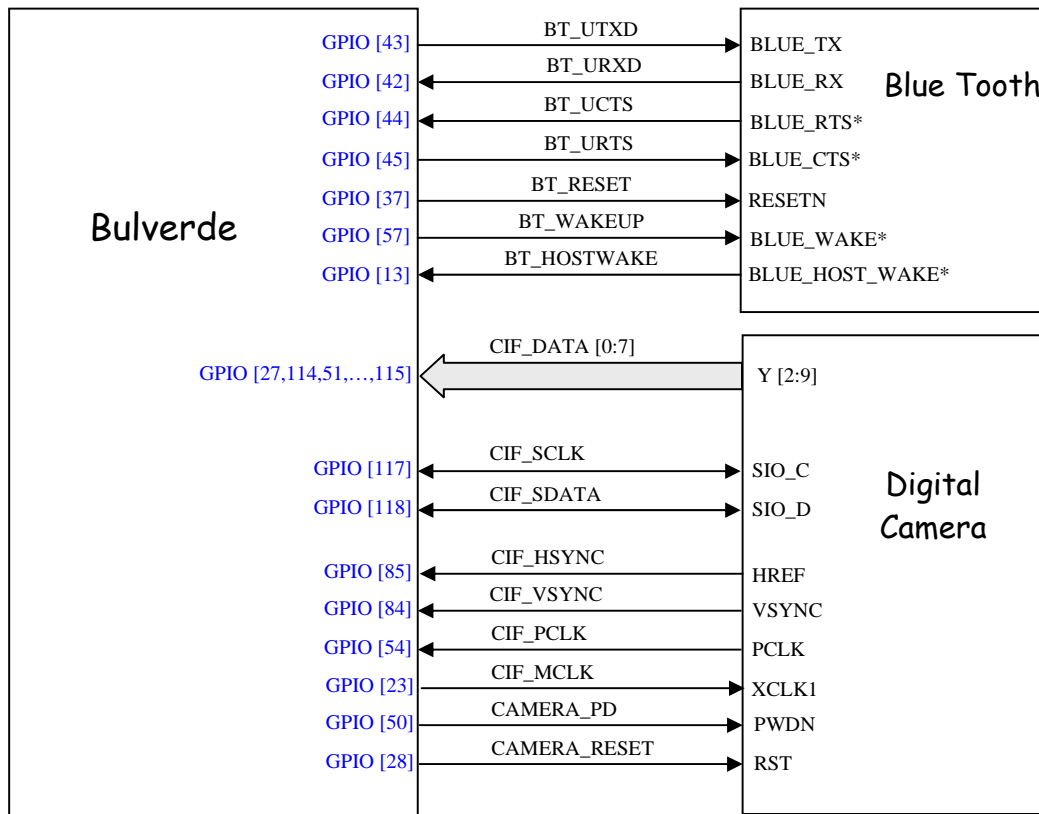 GPIO [43] BT_UTXD BLUE_TX
GPIO [42] BT_URXD BLUE_RX
Blue Tooth
GPIO [44] BT_UCTS BLUE_RTS*
GPIO [45] BT_URTS BLUE_CTS*
GPIO [37] BT_RESET RESETN
Bulverde
GPIO [57] BT_WAKEUP BLUE_WAKE*
GPIO [13] BT_HOSTWAKE BLUE_HOST_WAKE*
GPIO [27,114,51,…,115] CIF_DATA [0:7] Y [2:9]
GPIO [117] CIF_SCLK SIO_C
GPIO [118] CIF_SDATA SIO_D
Digital
Camera
GPIO [85] CIF_HSYNC HREF
GPIO [84] CIF_VSYNC VSYNC
GPIO [54] CIF_PCLK PCLK
GPIO [23] CIF_MCLK XCLK1
GPIO [50] CAMERA_PD PWDN
GPIO [28] CAMERA_RESET RST